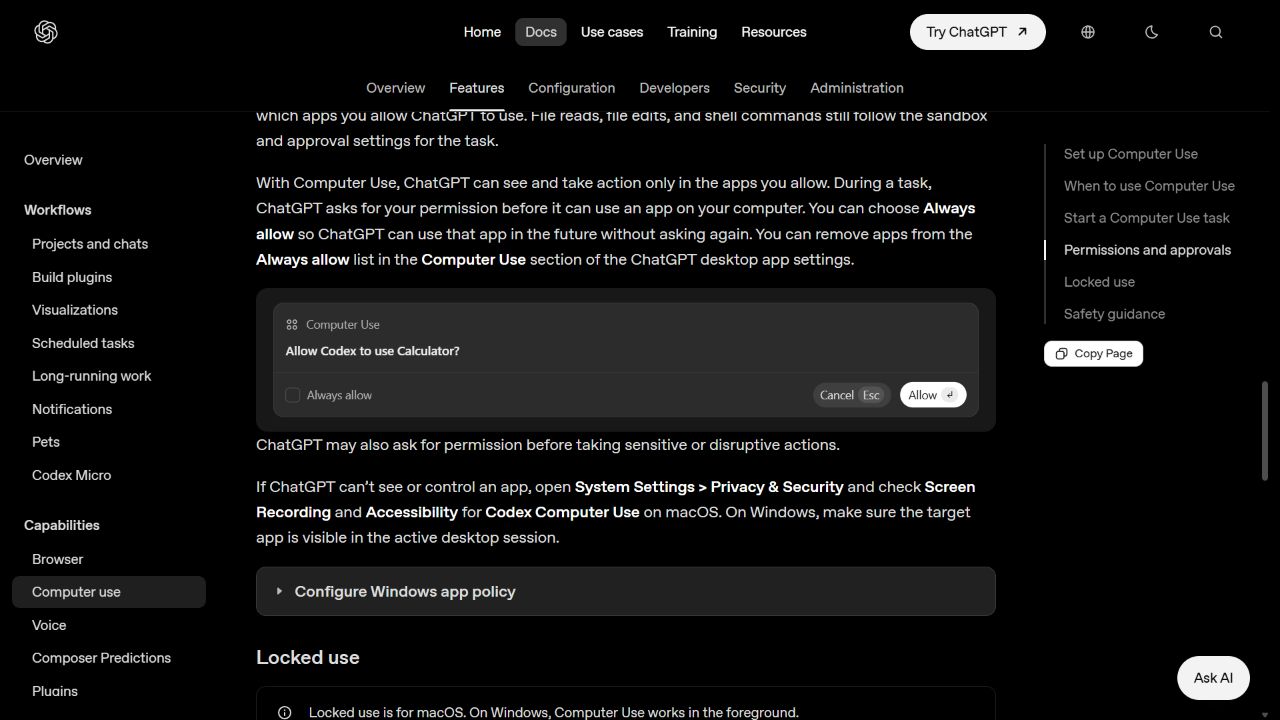 Home
Docs
Use cases
Training
Resources
Try ChatGPT
Overview
Features
Configuration
Developers
Security
Administration
Overview
Workflows
Projects and chats
Build plugins
Visualizations
Scheduled tasks
Long-running work
Notifications
Pets
Codex Micro
Capabilities
Browser
Computer use
Voice
Composer Predictions
Plugins
which apps you allow ChatGPT to use. File reads, file edits, and shell commands still follow the sandbox
and approval settings for the task.
With Computer Use, ChatGPT can see and take action only in the apps you allow. During a task,
ChatGPT asks for your permission before it can use an app on your computer. You can choose Always
allow so ChatGPT can use that app in the future without asking again. You can remove apps from the
Always allow list in the Computer Use section of the ChatGPT desktop app settings.
Computer Use
Allow Codex to use Calculator?
Always allow
Cancel Esc
Allow
ChatGPT may also ask for permission before taking sensitive or disruptive actions.
If ChatGPT can’t see or control an app, open System Settings > Privacy & Security and check Screen
Recording and Accessibility for Codex Computer Use on macOS. On Windows, make sure the target
app is visible in the active desktop session.
Configure Windows app policy
Locked use
Locked use is for macOS. On Windows, Computer Use works in the foreground.
Set up Computer Use
When to use Computer Use
Start a Computer Use task
Permissions and approvals
Locked use
Safety guidance
Copy Page
Ask AI